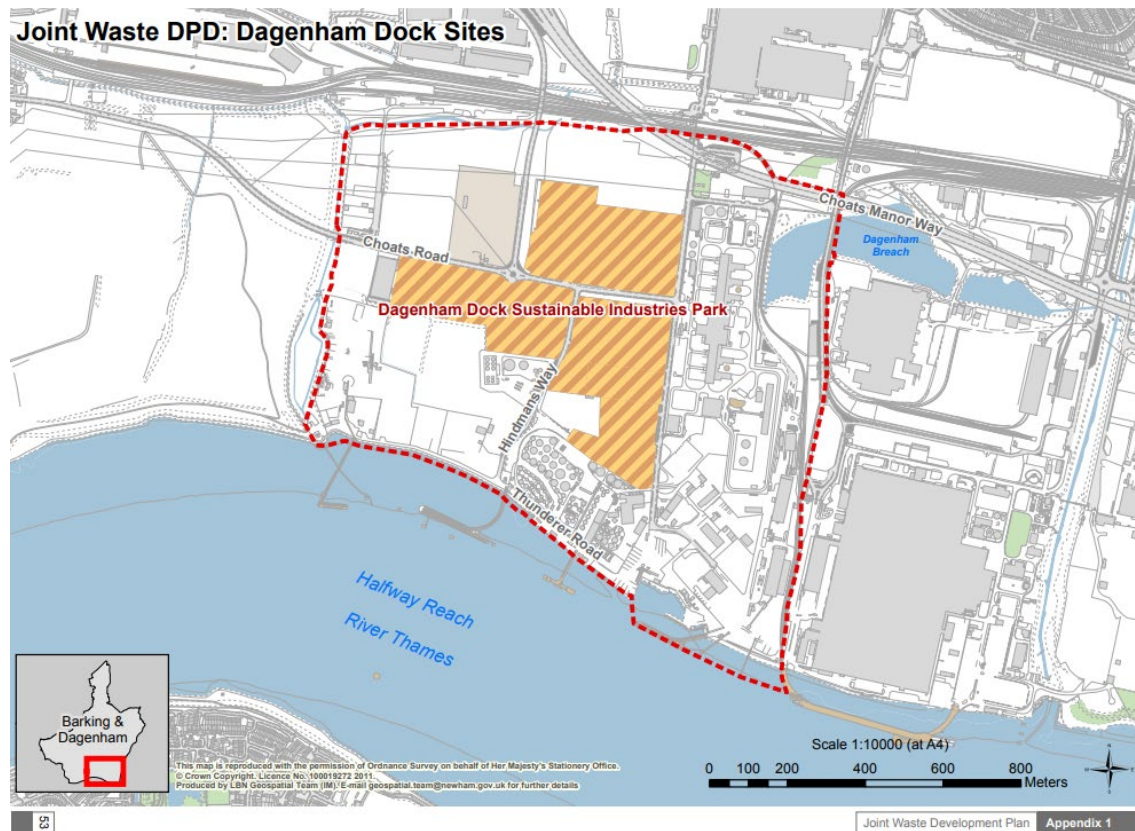 Joint Waste DPD: Dagenham Dock Sites
Choats Manor Way
Dagenham
Breach
Choats Road
Dagenham Dock Sustainable Industries Park
Hindmans Way
Thunderer Road
Halfway Reach
River Thames
Barking &
Dagenham
This map is reproduced with the permission of Ordnance Survey on behalf of Her Majesty's Stationery Office.
© Crown Copyright. Licence No. 100019272 2011.
Produced by LBN Geospatial Team (IM). E-mail geospatial.team@newham.gov.uk for further details
Scale 1:10000 (at A4)
0 100 200 400 600 800
Meters
N
W E
S
53
Joint Waste Development Plan Appendix 1